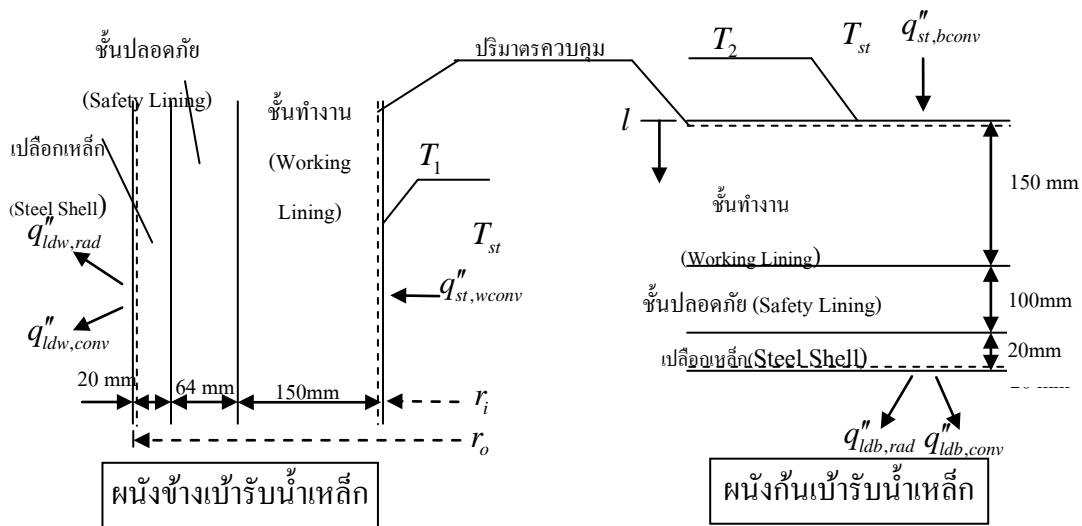 ชั้นปลอดภัย
(Safety Lining)
เปลือกเหล็ก
(Steel Shell)
q″ldw,rad
q″ldw,conv
ชั้นทำงาน
(Working
Lining)
T1
Tst
q″st,wconv
20 mm
64 mm
150mm
ri
ro
ผนังข้างเบ้ารับน้ำเหล็ก
ปริมาตรควบคุม
T2
Tst
q″st,bconv
l
150 mm
ชั้นทำงาน
(Working Lining)
ชั้นปลอดภัย (Safety Lining)
100mm
เปลือกเหล็ก(Steel Shell)
20mm
q″ldb,rad
q″ldb,conv
ผนังก้นเบ้ารับน้ำเหล็ก